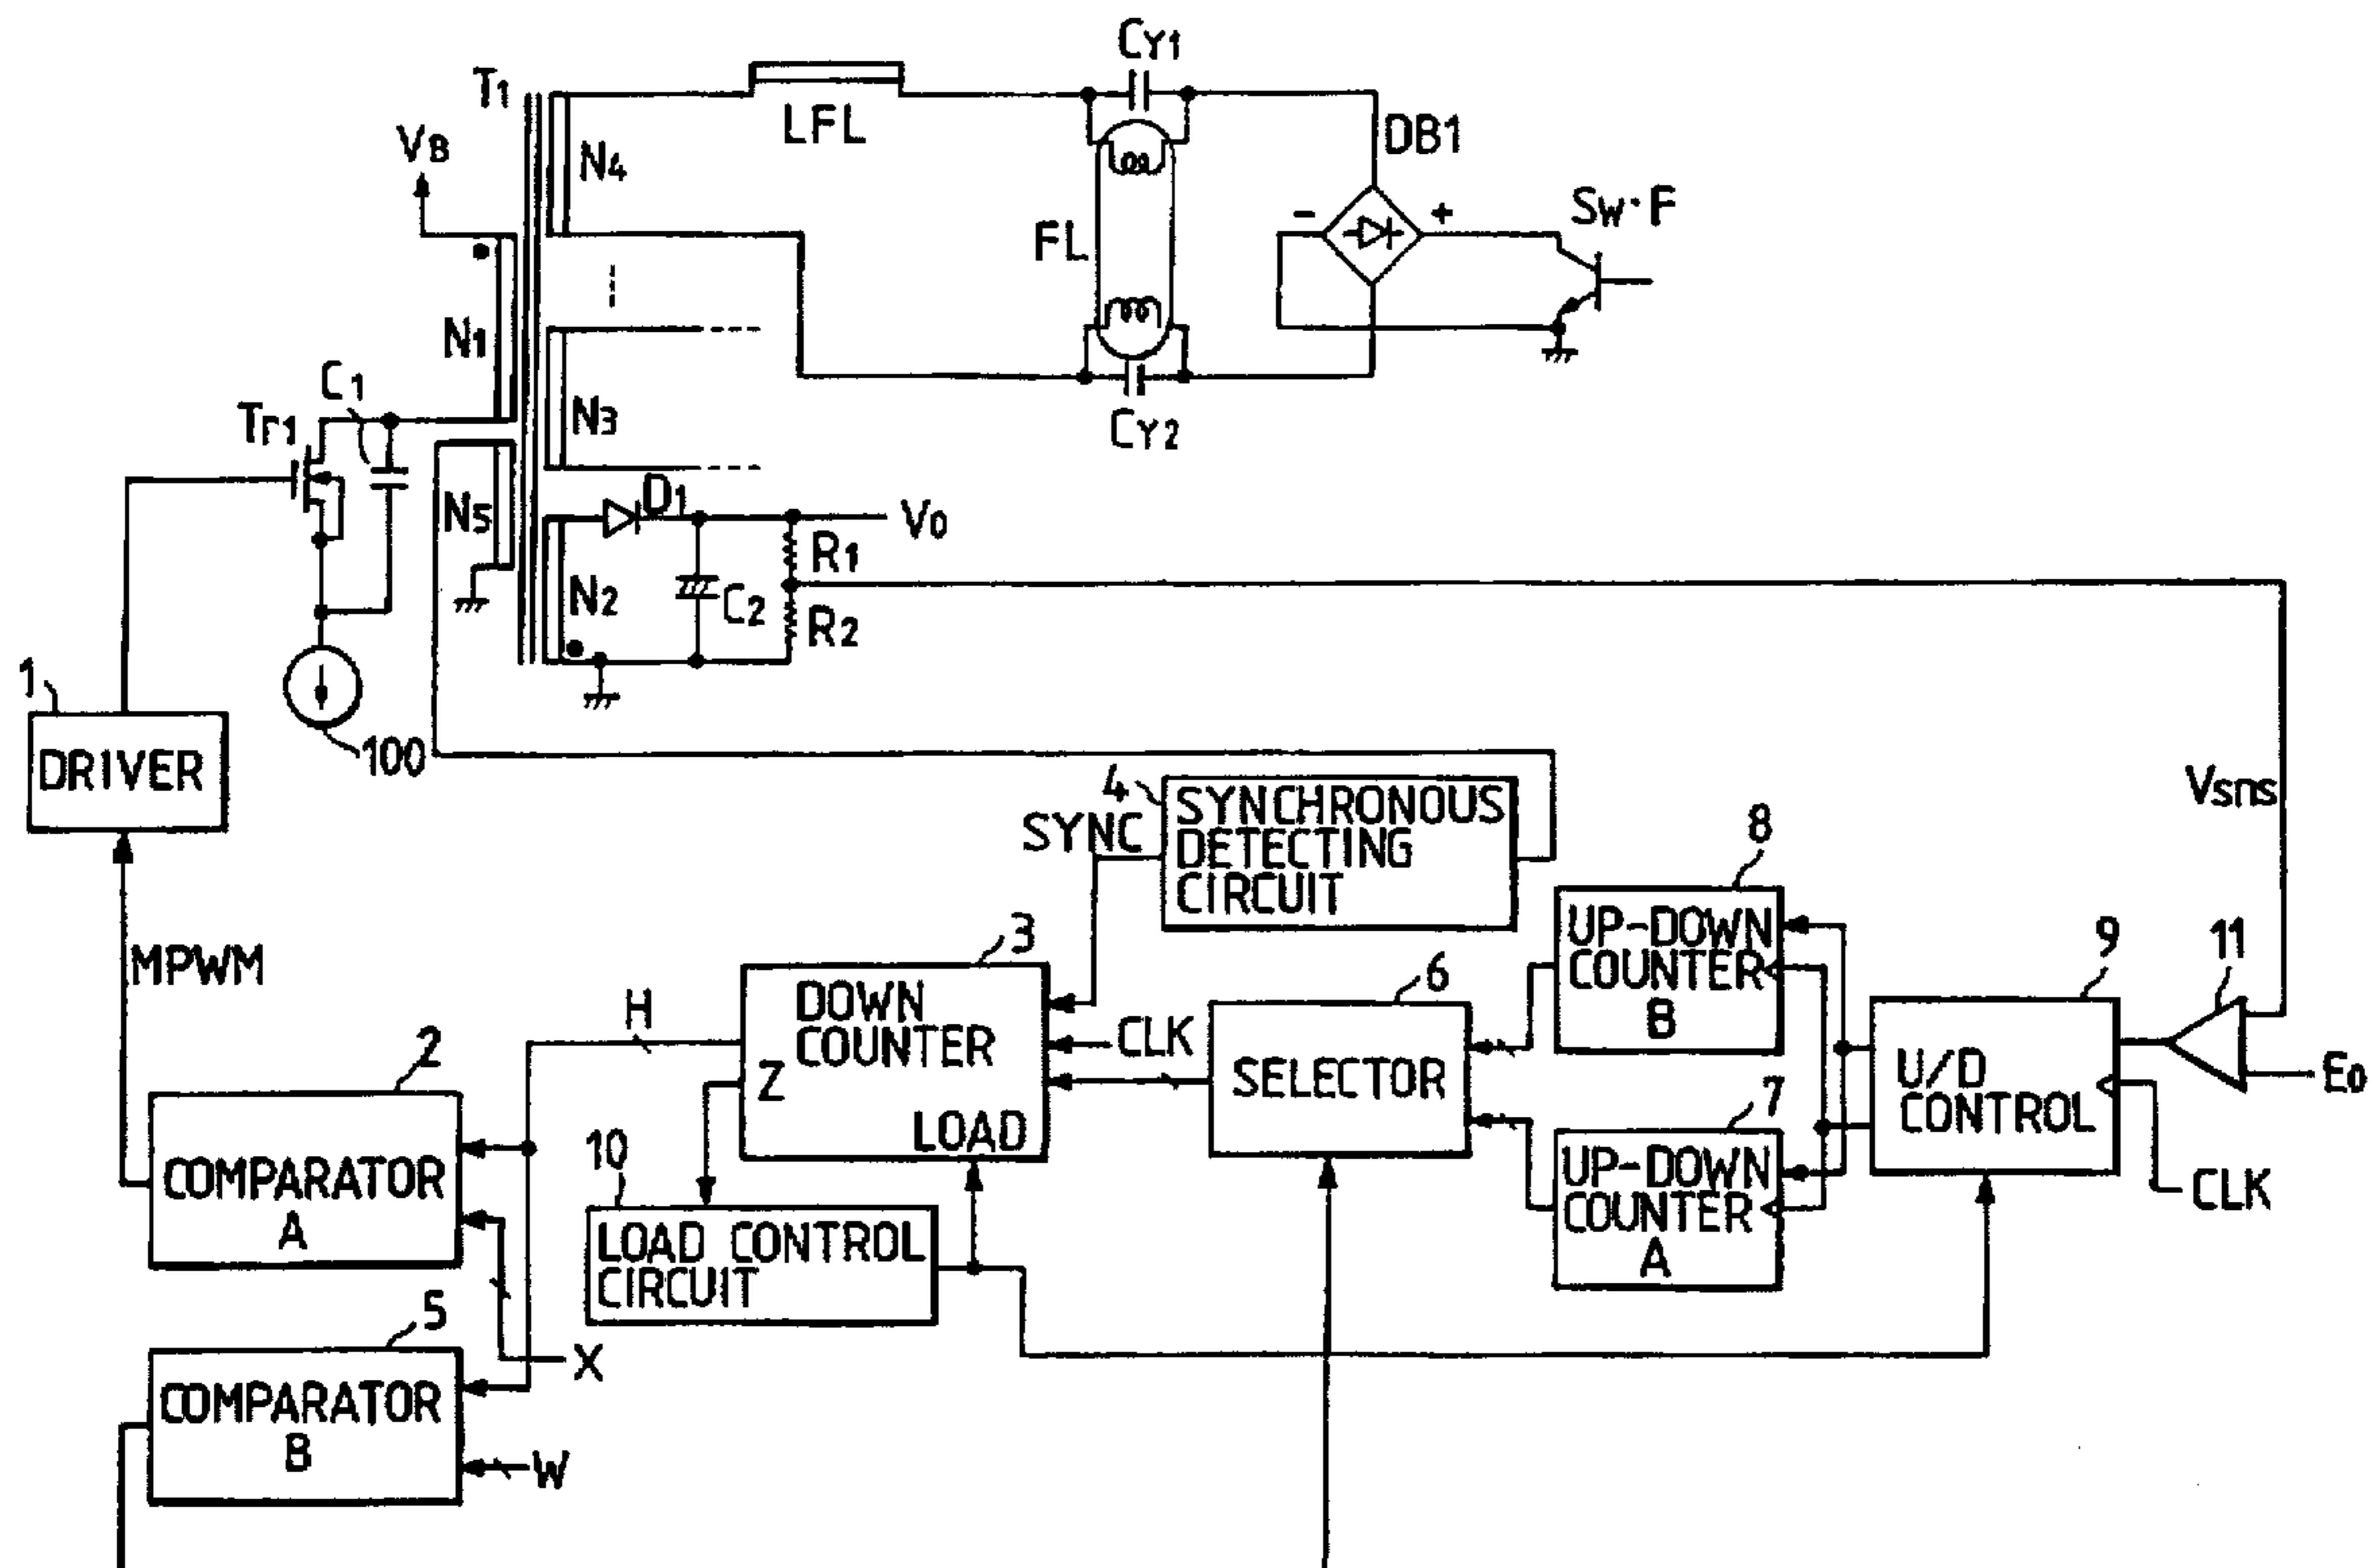 CY1
T1
LFL
DB1
VB
N4
SW·F
-
+
FL
N1
C1
Tr1
N3
CY2
D1
N5
V0
R1
N2
C2
R2
1
DRIVER
100
4
SYNCHRONOUS
DETECTING
CIRCUIT
SYNC
Vsns
8
UP-DOWN
COUNTER
B
MPWM
3
DOWN
COUNTER
Z
LOAD
H
CLK
6
SELECTOR
9
U/D
CONTROL
11
E0
CLK
2
COMPARATOR
A
10
LOAD CONTROL
CIRCUIT
7
UP-DOWN
COUNTER
A
X
5
COMPARATOR
B
W